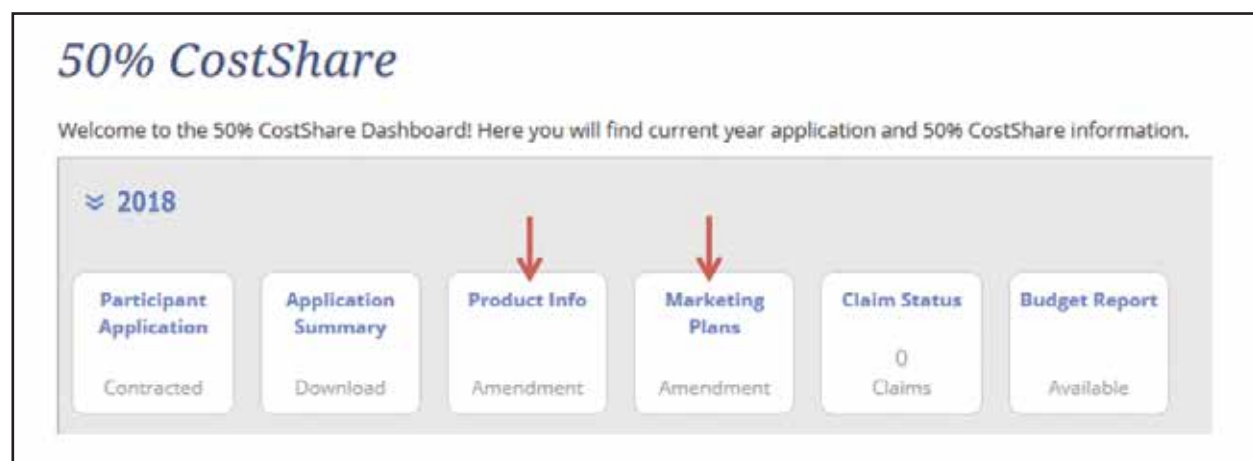 50% CostShare
Welcome to the 50% CostShare Dashboard! Here you will find current year application and 50% CostShare information.
2018
Participant
Application
Contracted
Application
Summary
Download
Product Info
Amendment
Marketing
Plans
Amendment
Claim Status
0
Claims
Budget Report
Available